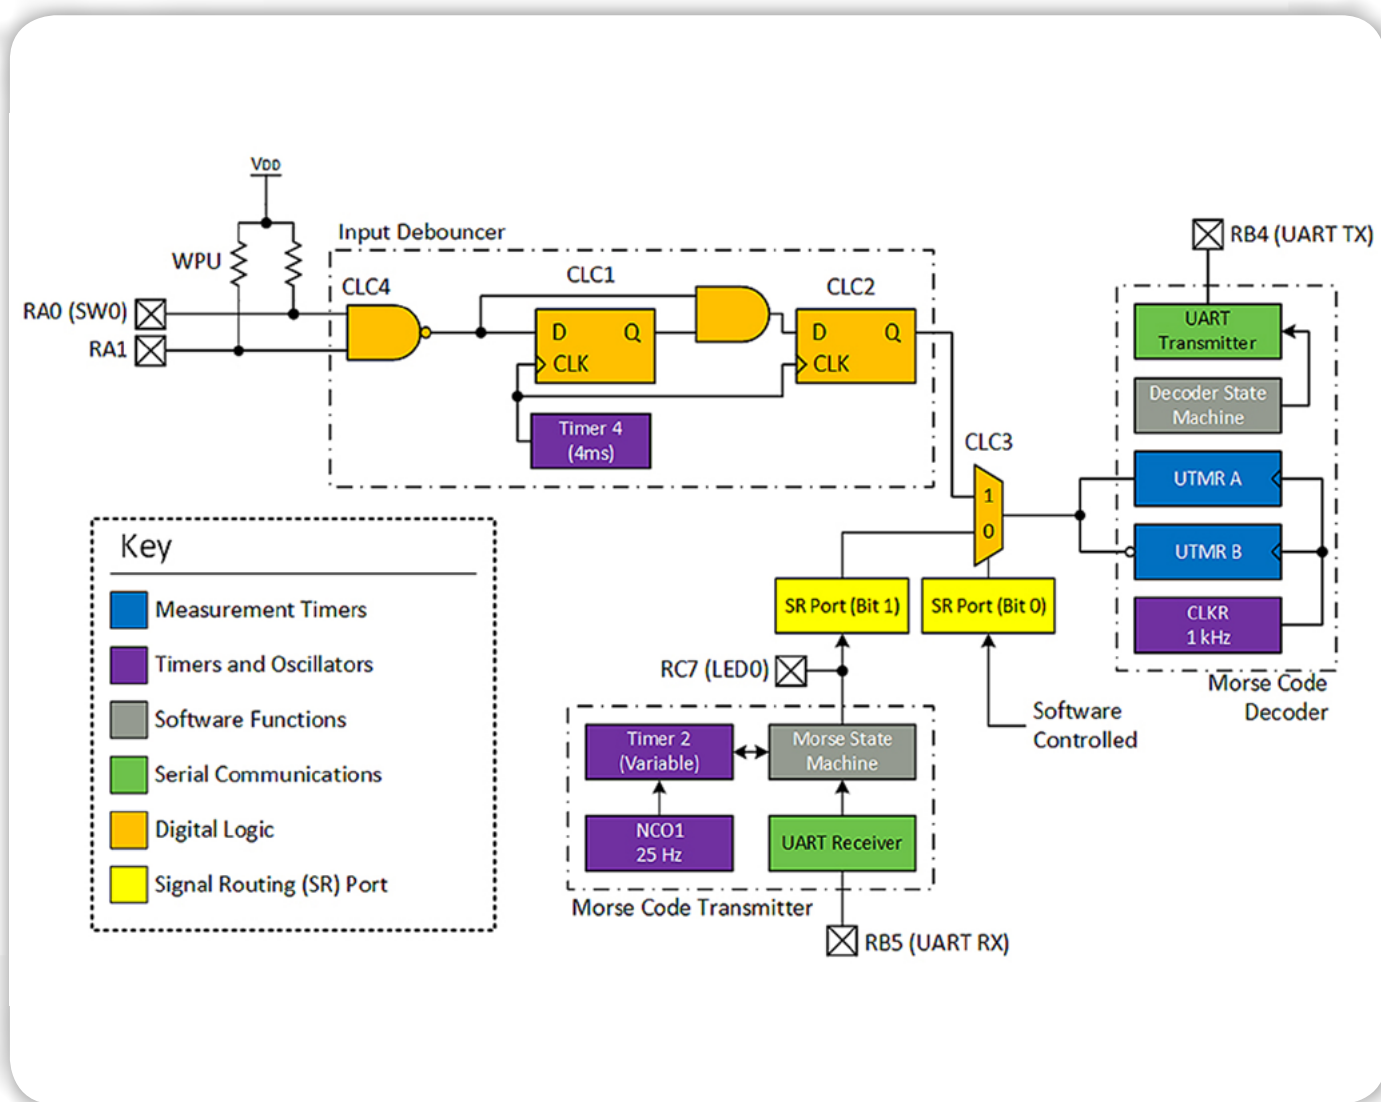 VDD
Input Debouncer
WPU
CLC4
CLC1
CLC2
RA0 (SW0)
RA1
D
Q
CLK
D
Q
CLK
Timer 4
(4ms)
CLC3
1
0
RB4 (UART TX)
UART
Transmitter
Decoder State
Machine
UTMR A
UTMR B
CLKR
1 kHz
Morse Code
Decoder
SR Port (Bit 1)
SR Port (Bit 0)
RC7 (LED0)
Software
Controlled
Timer 2
(Variable)
Morse State
Machine
NCO1
25 Hz
UART Receiver
Morse Code Transmitter
RB5 (UART RX)
Key
Measurement Timers
Timers and Oscillators
Software Functions
Serial Communications
Digital Logic
Signal Routing (SR) Port